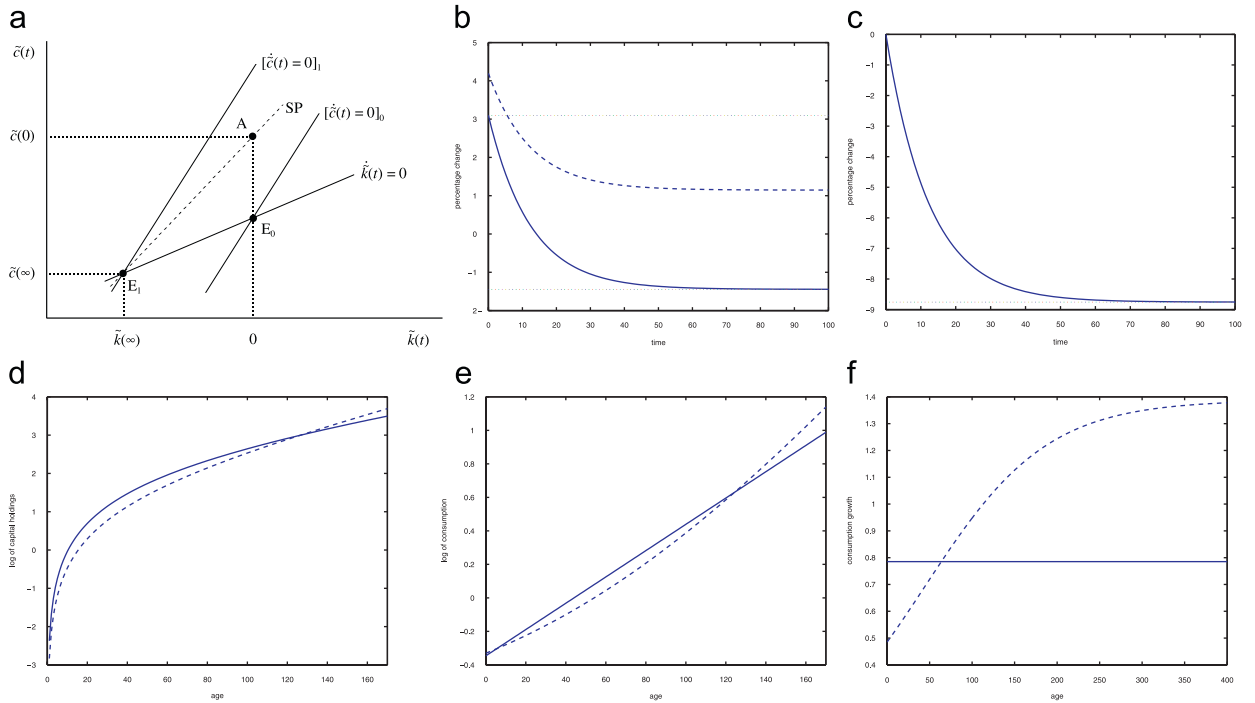 a
c̃(t)
[ċ̃(t) = 0]₁
SP
[ċ̃(t) = 0]₀
c̃(0)
A
k̃̇(t) = 0
E₀
c̃(∞)
E₁
k̃(∞)
0
k̃(t)
b
percentage change
5
4
3
2
1
0
−1
2−
0 10 20 30 40 50 60 70 80 90 100
time
c
percentage change
0
−1
−2
−3
−4
−5
−6
−7
−8
−9
0 10 20 30 40 50 60 70 80 90 100
time
d
log of capital holdings
4
3
2
1
0
−1
−2
−3
0 20 40 60 80 100 120 140 160
age
e
log of consumption
1.2
1
0.8
0.6
0.4
0.2
0
−0.2
−0.4
0 20 40 60 80 100 120 140 160
age
f
consumption growth
1.4
1.3
1.2
1.1
1
0.9
0.8
0.7
0.6
0.5
0.4
0 50 100 150 200 250 300 350 400
age